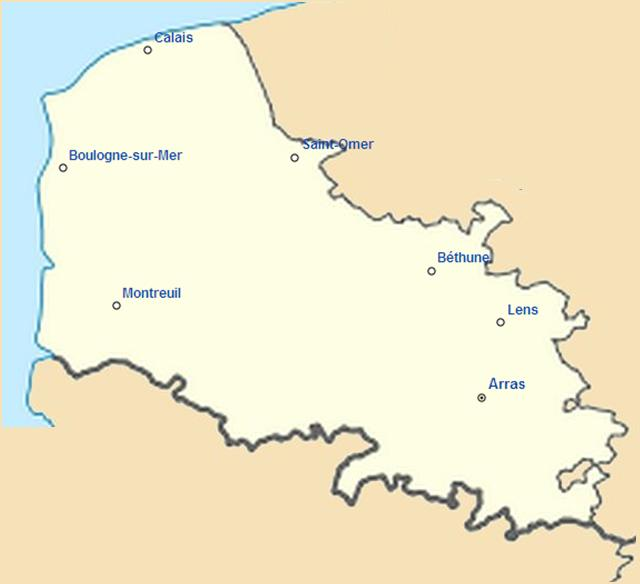 Calais
Saint-Omer
Boulogne-sur-Mer
Béthune
Montreuil
Lens
Arras